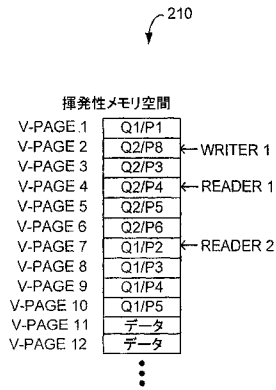 210
揮発性メモリ空間
V-PAGE 1 Q1/P1
V-PAGE 2 Q2/P8 WRITER 1
V-PAGE 3 Q2/P3
V-PAGE 4 Q2/P4 READER 1
V-PAGE 5 Q2/P5
V-PAGE 6 Q2/P6
V-PAGE 7 Q1/P2 READER 2
V-PAGE 8 Q1/P3
V-PAGE 9 Q1/P4
V-PAGE 10 Q1/P5
V-PAGE 11 データ
V-PAGE 12 データ